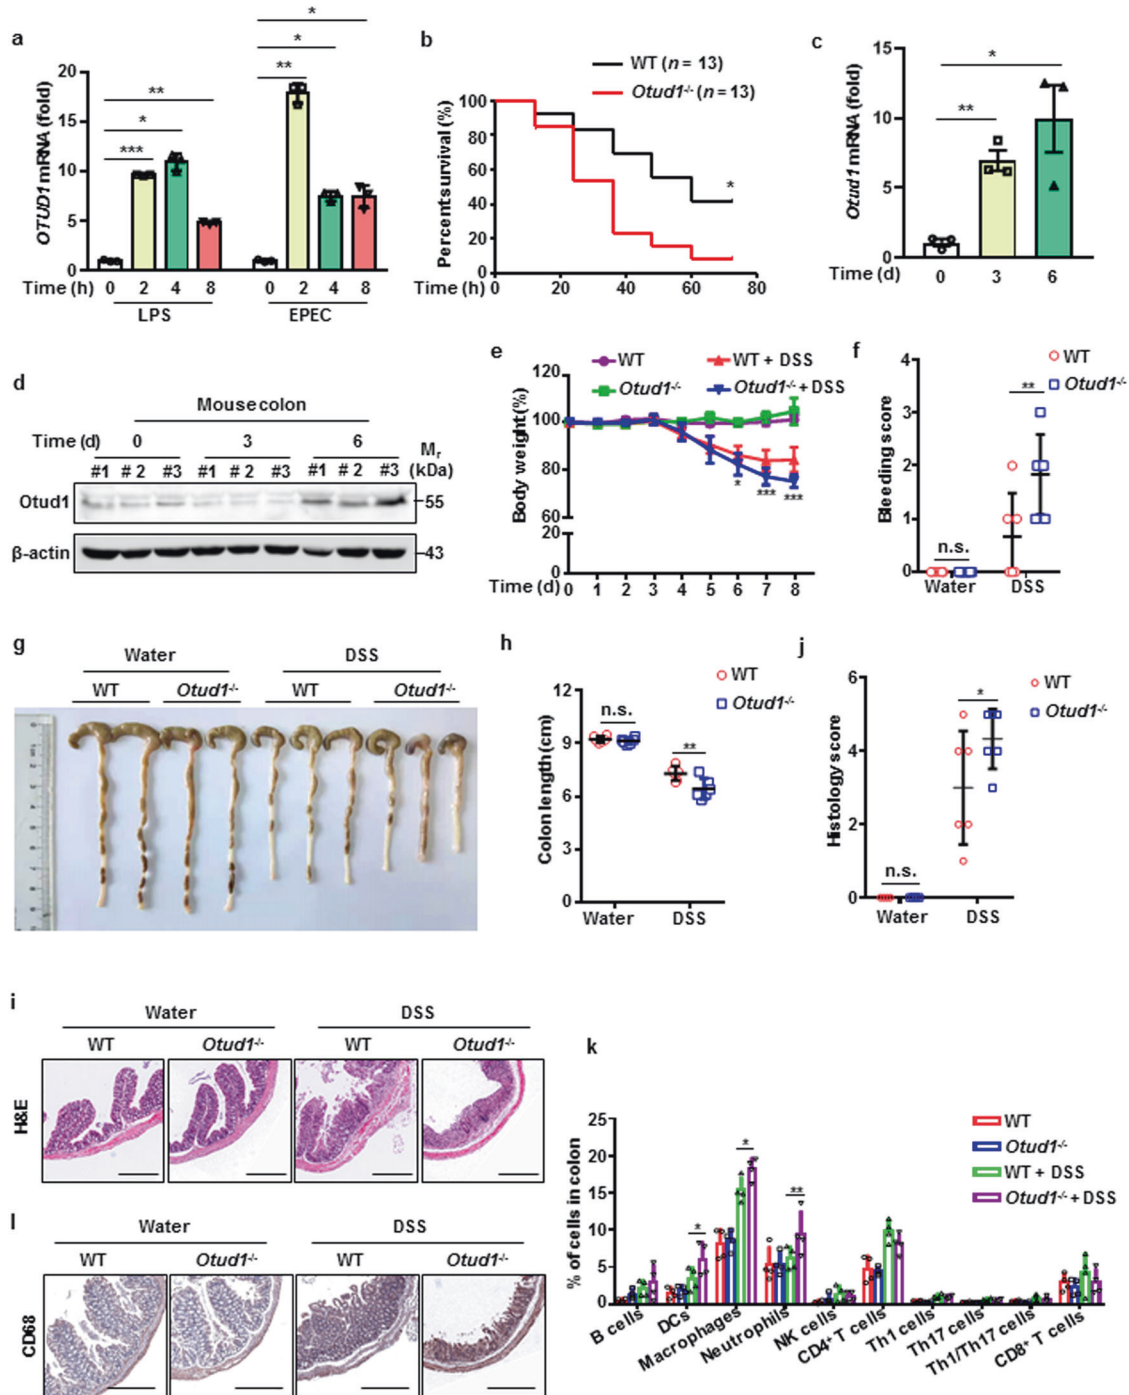 a
OTUD1 mRNA (fold)
20
15
10
5
0
***
*
**
**
*
*
Time (h) 0 2 4 8 0 2 4 8
LPS EPEC
b
WT (n = 13)
Otud1-/- (n = 13)
Percent survival (%)
100
80
60
40
20
0
*
Time (h) 0 20 40 60 80
c
Otud1 mRNA (fold)
15
10
5
0
*
**
Time (d) 0 3 6
d
Mouse colon
Time (d) 0 3 6
#1 # 2 #3 #1 # 2 #3 #1 # 2 #3
Mr (kDa)
Otud1 55
β-actin 43
e
WT WT + DSS
Otud1-/- Otud1-/- + DSS
Body weight (%)
120
100
80
60
20
0
* *** ***
Time (d) 0 1 2 3 4 5 6 7 8
f
WT
Otud1-/-
Bleeding score
4
3
2
1
0
**
n.s.
Water DSS
g
Water DSS
WT Otud1-/- WT Otud1-/-
h
WT
Otud1-/-
Colon length (cm)
12
9
6
3
0
n.s.
**
Water DSS
j
WT
Otud1-/-
Histology score
6
4
2
0
*
n.s.
Water DSS
i
Water DSS
WT Otud1-/- WT Otud1-/-
H&E
l
Water DSS
WT Otud1-/- WT Otud1-/-
CD68
k
WT
Otud1-/-
WT + DSS
Otud1-/- + DSS
% of cells in colon
25
20
15
10
5
0
* * **
B cells
DCs
Macrophages
Neutrophils
NK cells
CD4+ T cells
Th1 cells
Th17 cells
Th1/Th17 cells
CD8+ T cells